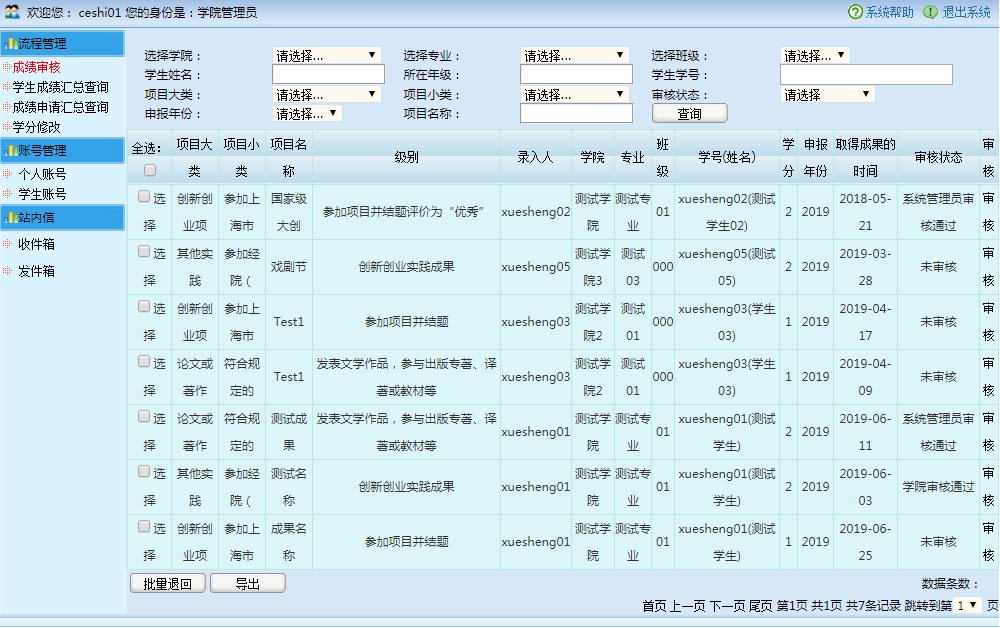 欢迎您： ceshi01 您的身份是：学院管理员 系统帮助 退出系统
流程管理
成绩审核
学生成绩汇总查询
成绩申请汇总查询
学分修改
账号管理
个人账号
学生账号
站内信
收件箱
发件箱
选择学院： 请选择... 选择专业： 请选择... 选择班级： 请选择...
学生姓名： 所在年级： 学生学号：
项目大类： 请选择... 项目小类： 请选择... 审核状态： 请选择
申报年份： 请选择... 项目名称： 查询
全选： 项目大类 项目小类 项目名称 级别 录入人 学院 专业 班级 学号(姓名) 学分 申报年份 取得成果的时间 审核状态 审核
选择 创新创业项 参加上海市 国家级大创 参加项目并结题评价为“优秀” xuesheng02 测试学院 测试专业 01 xuesheng02(测试学生02) 2 2019 2018-05-21 系统管理员审核通过 审核
选择 其他实践 参加经院（ 戏剧节 创新创业实践成果 xuesheng05 测试学院3 测试03 000 xuesheng05(测试05) 2 2019 2019-03-28 未审核 审核
选择 创新创业项 参加上海市 Test1 参加项目并结题 xuesheng03 测试学院2 测试01 000 xuesheng03(学生03) 1 2019 2019-04-17 未审核 审核
选择 论文或著作 符合规定的 Test1 发表文学作品，参与出版专著、译著或教材等 xuesheng03 测试学院2 测试01 000 xuesheng03(学生03) 1 2019 2019-04-09 未审核 审核
选择 论文或著作 符合规定的 测试成果 发表文学作品，参与出版专著、译著或教材等 xuesheng01 测试学院 测试专业 01 xuesheng01(测试学生) 2 2019 2019-06-11 系统管理员审核通过 审核
选择 其他实践 参加经院（ 测试名称 创新创业实践成果 xuesheng01 测试学院 测试专业 01 xuesheng01(测试学生) 2 2019 2019-06-03 学院审核通过 审核
选择 创新创业项 参加上海市 成果名称 参加项目并结题 xuesheng01 测试学院 测试专业 01 xuesheng01(测试学生) 1 2019 2019-06-25 未审核 审核
批量退回 导出 数据条数：
首页 上一页 下一页 尾页 第1页 共1页 共7条记录 跳转到第 1 页